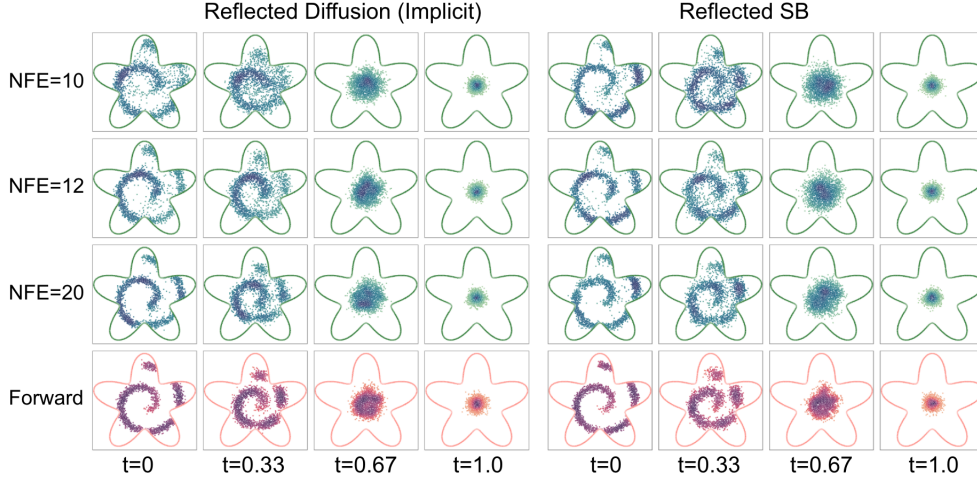 Reflected Diffusion (Implicit) Reflected SB
NFE=10
NFE=12
NFE=20
Forward
t=0 t=0.33 t=0.67 t=1.0 t=0 t=0.33 t=0.67 t=1.0